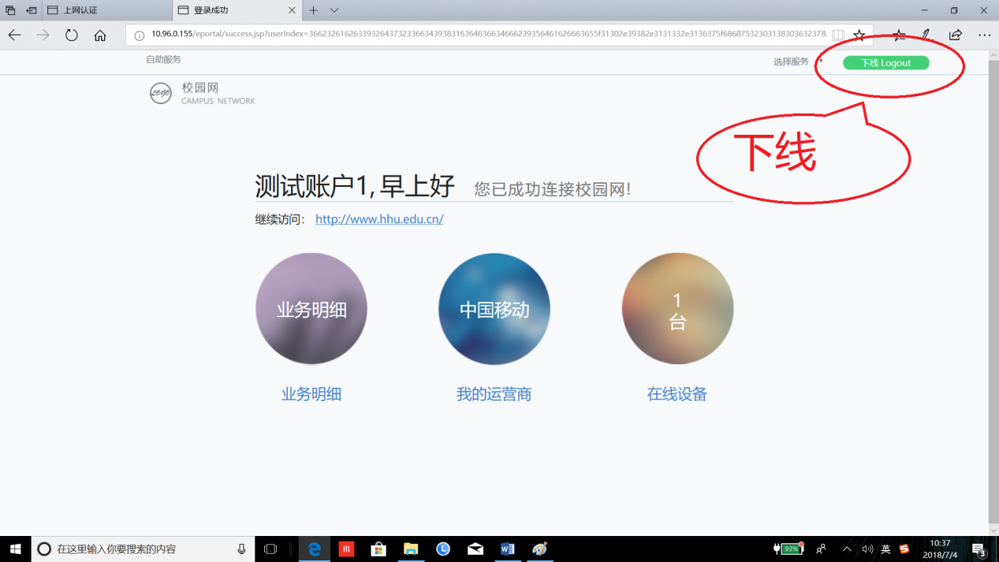 上网认证
登录成功
10.96.0.155/eportal/success.jsp?userIndex=36623261626339326437323366343938316364636634666239356461626663655f31302e39382e3131332e3136375f6868753230313830363237&
自助服务
选择服务
下线 Logout
LOGO
校园网
CAMPUS NETWORK
下线
测试账户1, 早上好
您已成功连接校园网!
继续访问: http://www.hhu.edu.cn/
业务明细
中国移动
1
台
业务明细
我的运营商
在线设备
在这里输入你要搜索的内容
93%
英
10:37
2018/7/4
3